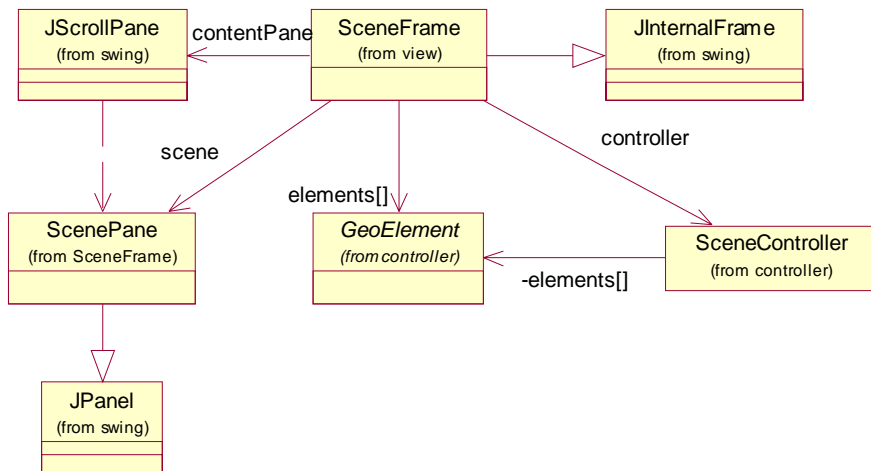 JScrollPane
(from swing)
contentPane
SceneFrame
(from view)
JInternalFrame
(from swing)
scene
controller
elements[]
ScenePane
(from SceneFrame)
GeoElement
(from controller)
SceneController
(from controller)
-elements[]
JPanel
(from swing)